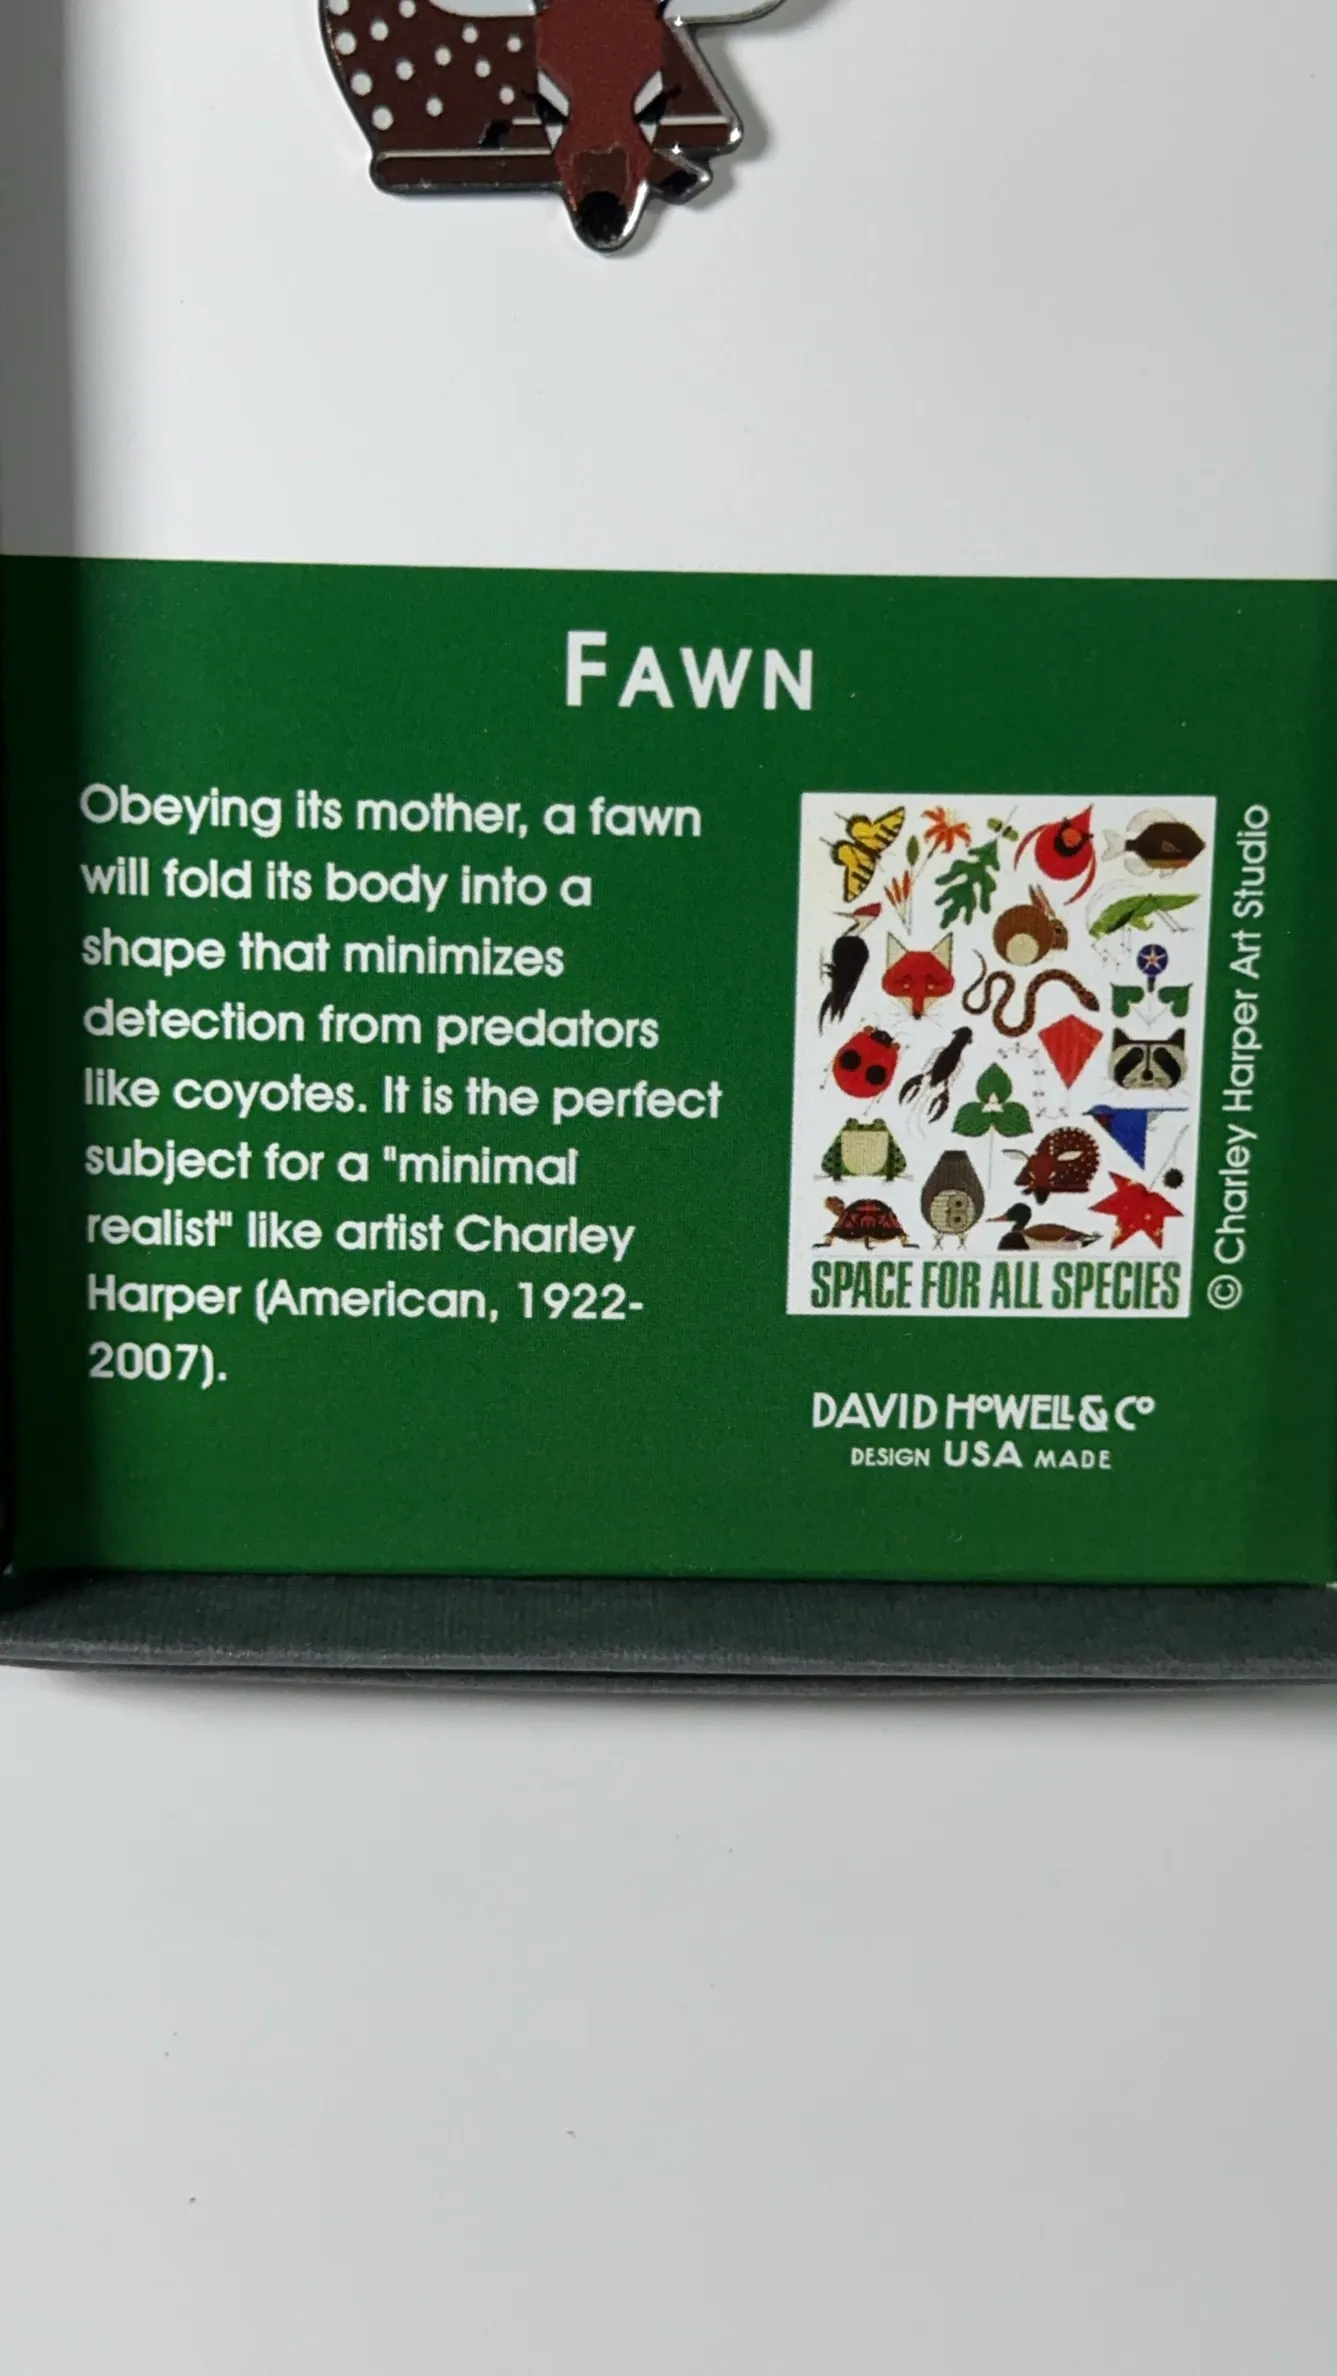 FAWN
Obeying its mother, a fawn
will fold its body into a
shape that minimizes
detection from predators
like coyotes. It is the perfect
subject for a "minimal
realist" like artist Charley
Harper (American, 1922-
2007).
SPACE FOR ALL SPECIES
© Charley Harper Art Studio
DAVID HOWELL & CO
DESIGN USA MADE